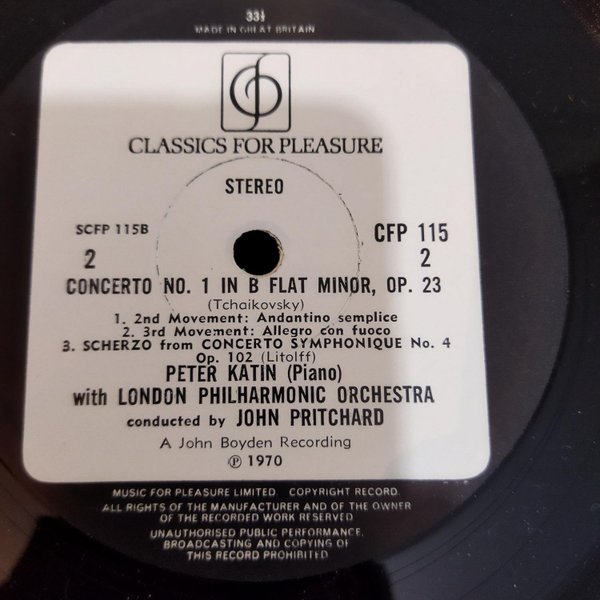 33⅓
MADE IN GREAT BRITAIN
CLASSICS FOR PLEASURE
STEREO
SCFP 115B
CFP 115
2
2
CONCERTO NO. 1 IN B FLAT MINOR, OP. 23
(Tchaikovsky)
1. 2nd Movement: Andantino semplice
2. 3rd Movement: Allegro con fuoco
3. SCHERZO from CONCERTO SYMPHONIQUE No. 4
Op. 102 (Litolff)
PETER KATIN (Piano)
with LONDON PHILHARMONIC ORCHESTRA
conducted by JOHN PRITCHARD
A John Boyden Recording
℗ 1970
MUSIC FOR PLEASURE LIMITED. COPYRIGHT RECORD.
ALL RIGHTS OF THE MANUFACTURER AND OF THE OWNER
OF THE RECORDED WORK RESERVED
UNAUTHORISED PUBLIC PERFORMANCE,
BROADCASTING AND COPYING OF
THIS RECORD PROHIBITED